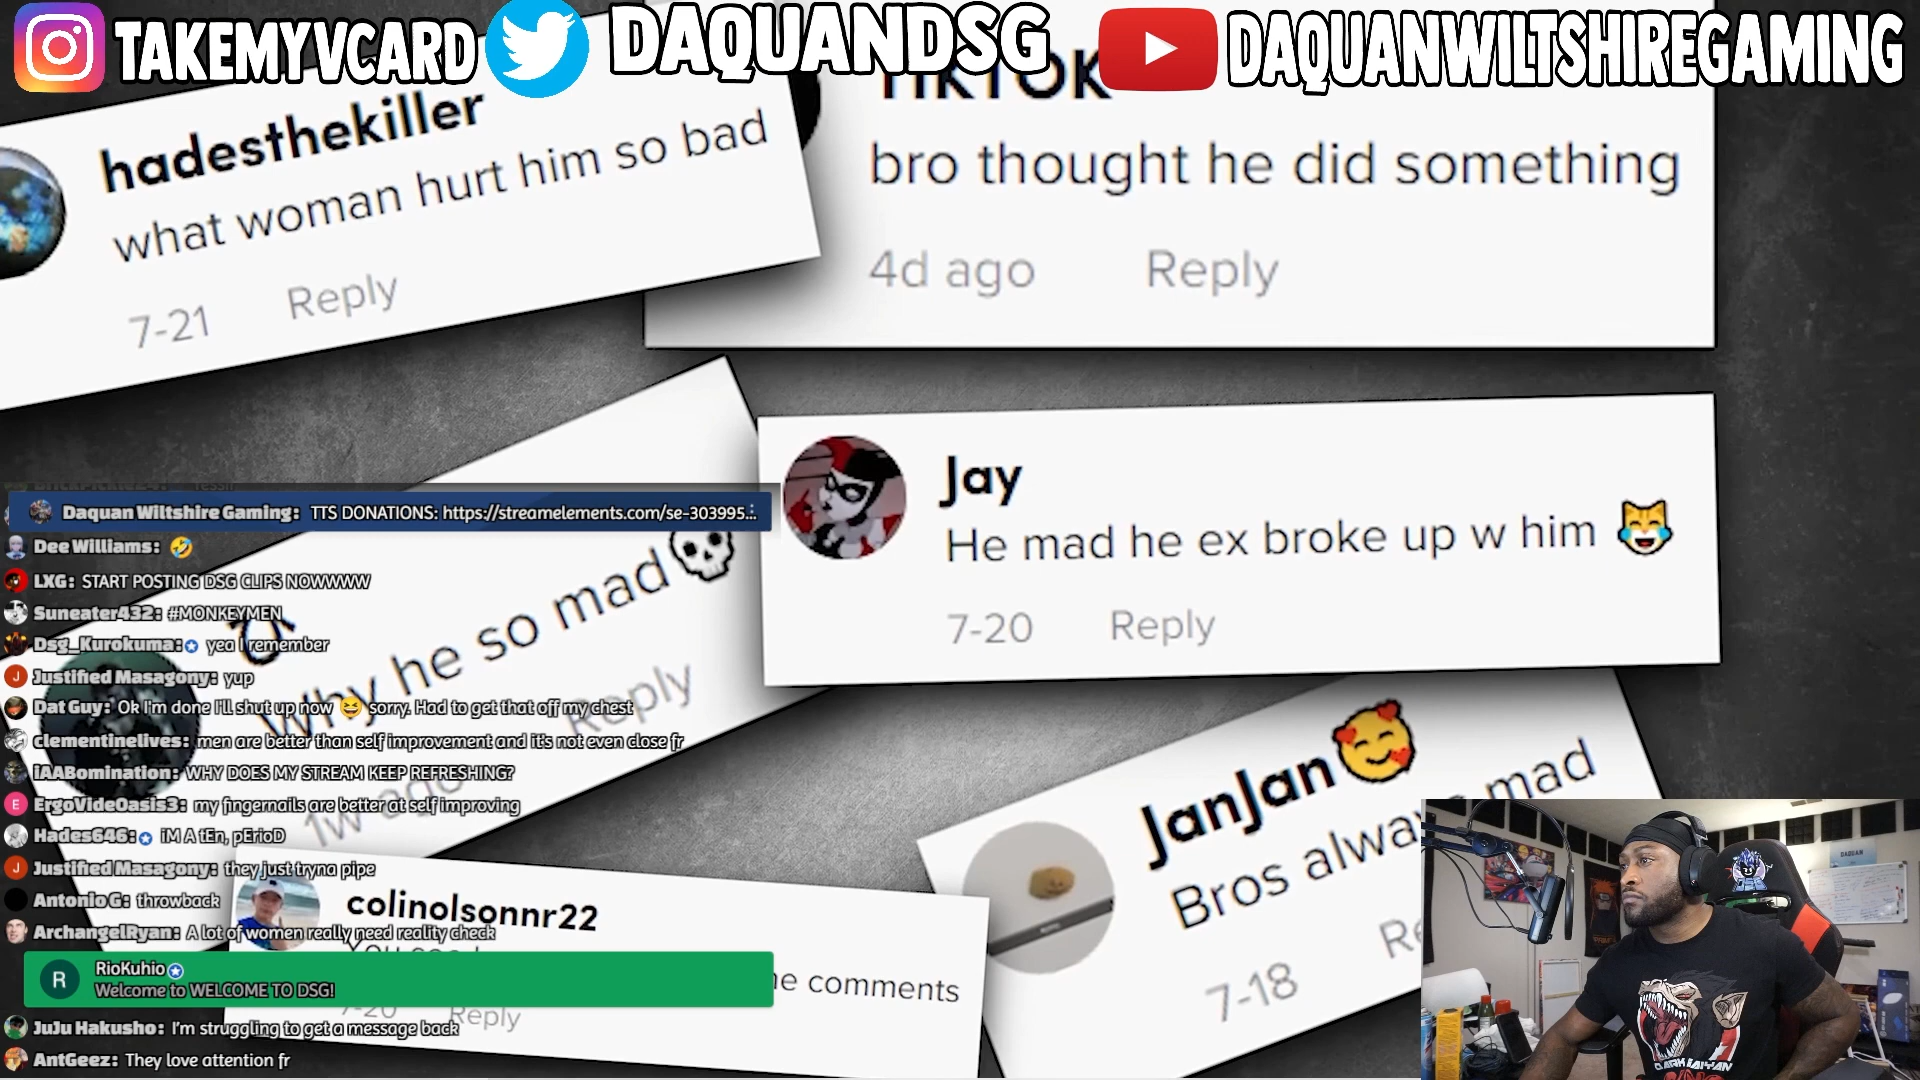 TAKEMYVCARD
DAQUANDSG
DAQUANWILTSHIREGAMING
hadesthekiller
what woman hurt him so bad
7-21 Reply
TIKTOK
bro thought he did something
4d ago Reply
Jay
He mad he ex broke up w him 😹
7-20 Reply
Why he so mad 💀
1w ago Reply
JanJan🥰
Bros always mad
7-18
colinolsonnr22
comments
7-20 Reply
Daquan Wiltshire Gaming: TTS DONATIONS: https://streamelements.com/se-303995...
Dee Williams: 🤣
LXG: START POSTING DSG CLIPS NOWWWW
Suneater432: #MONKEYMEN
Dsg_Kurokuma: yea I remember
Justified Masagony: yup
Dat Guy: Ok I'm done I'll shut up now 😆 sorry. Had to get that off my chest
clementinelives: men are better than self improvement and it's not even close fr
iAABomination: WHY DOES MY STREAM KEEP REFRESHING?
ErgoVideOasis3: my fingernails are better at self improving
Hades646: iM A tEn, pErioD
Justified Masagony: they just tryna pipe
Antonio G: throwback
ArchangelRyan: A lot of women really need reality check
R
RioKuhio
Welcome to WELCOME TO DSG!
JuJu Hakusho: I'm struggling to get a message back
AntGeez: They love attention fr
DAQUAN